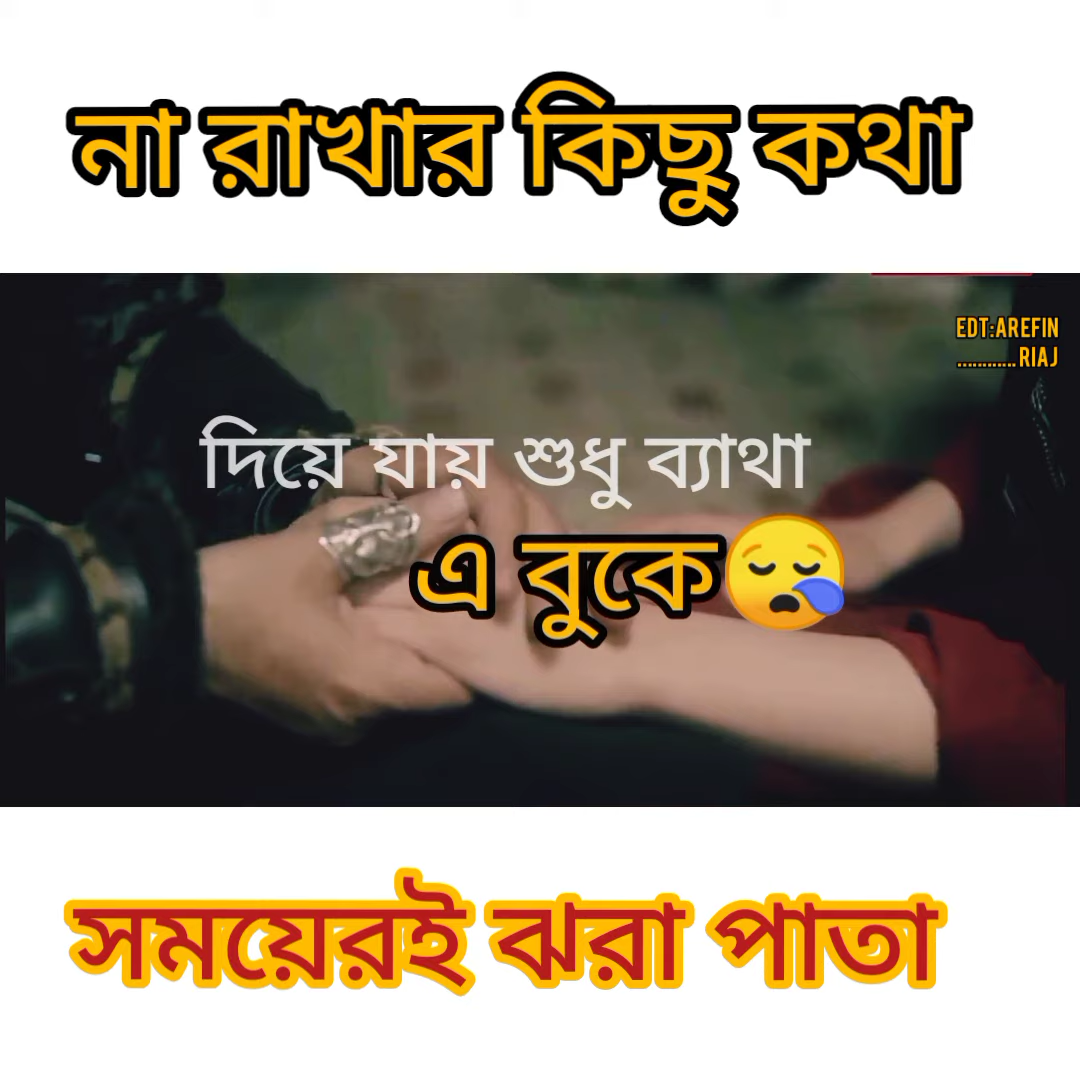 না রাখার কিছু কথা
EDT:AREFIN
............RIAJ
দিয়ে যায় শুধু ব্যাথা
এ বুকে😪
সময়েরই ঝরা পাতা